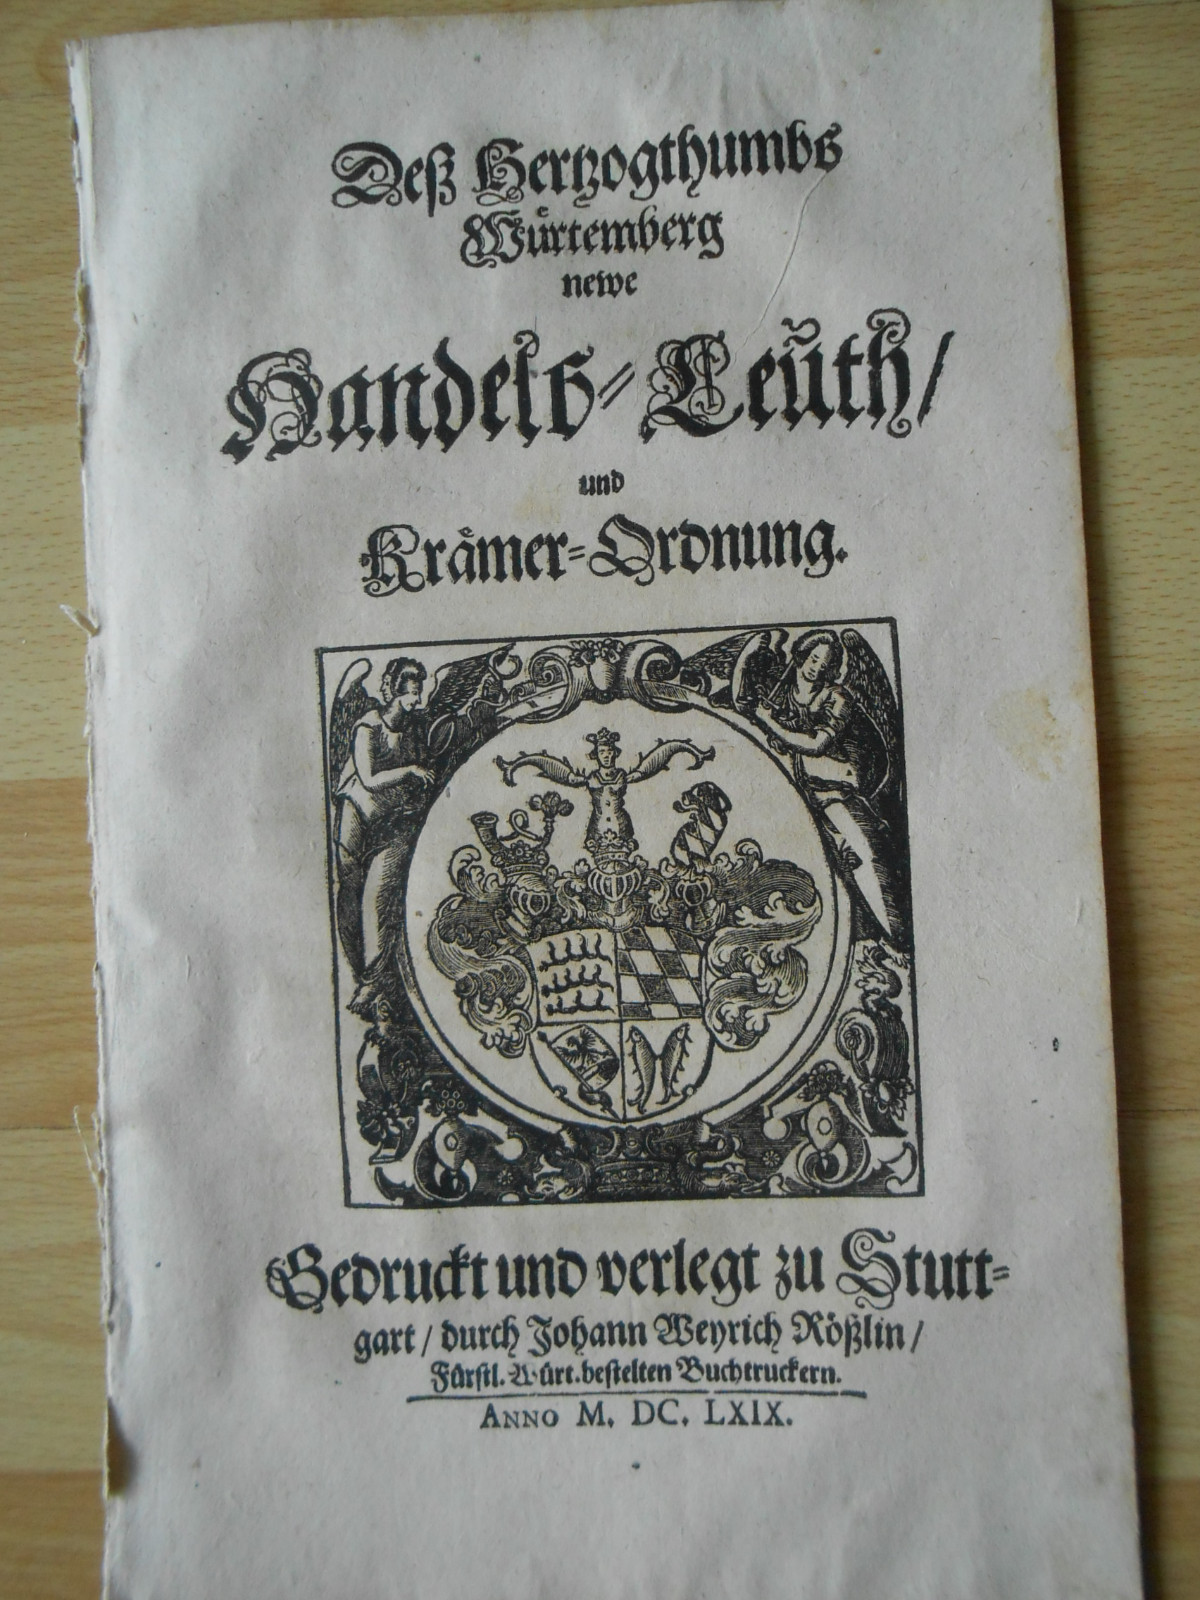 Deß Hertzogthumbs
Würtemberg
newe
Handels-Leüth/
und
Krämer-Ordnung.
Gedruckt und verlegt zu Stutt-
gart / durch Johann Weyrich Rößlin /
Fürstl. Würt. bestelten Buchtruckern.
ANNO M. DC. LXIX.